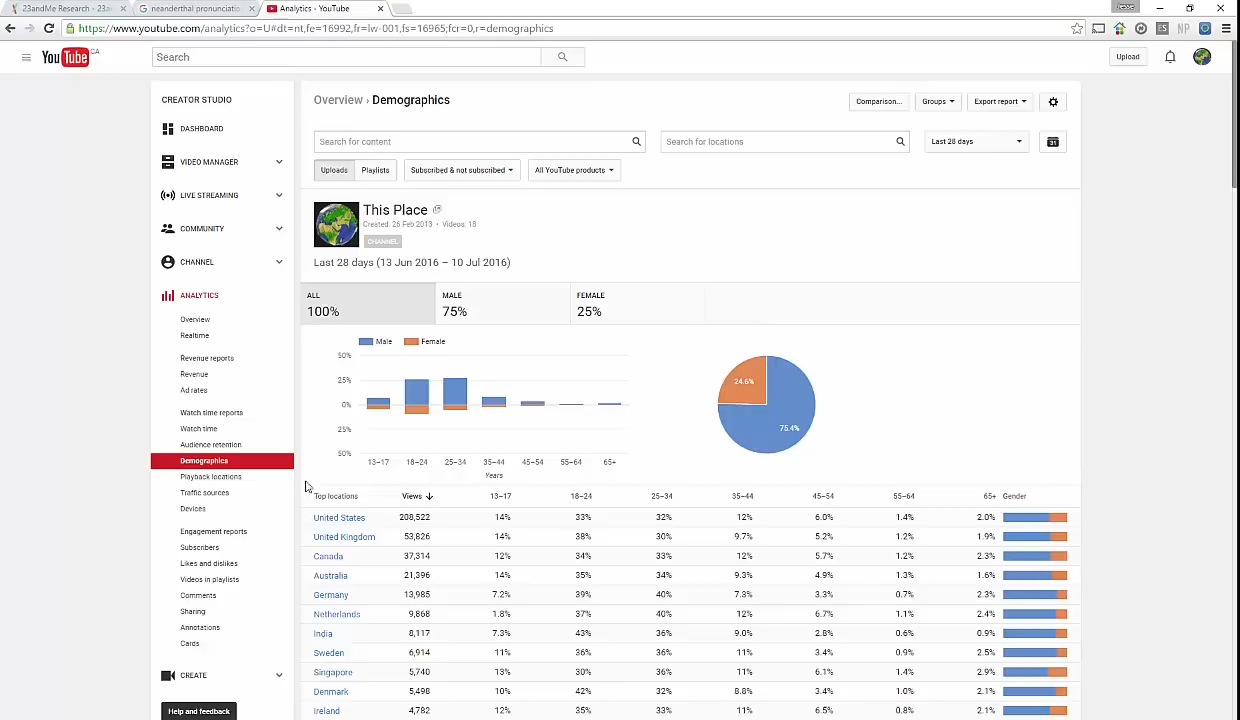 23andMe Research - 23a
neanderthal pronunciatio
Analytics - YouTube
https://www.youtube.com/analytics?o=U#dt=nt,fe=16992,fr=lw-001,fs=16965;fcr=0,r=demographics
YouTube CA
Search
Upload
CREATOR STUDIO
DASHBOARD
VIDEO MANAGER
LIVE STREAMING
COMMUNITY
CHANNEL
ANALYTICS
Overview
Realtime
Revenue reports
Revenue
Ad rates
Watch time reports
Watch time
Audience retention
Demographics
Playback locations
Traffic sources
Devices
Engagement reports
Subscribers
Likes and dislikes
Videos in playlists
Comments
Sharing
Annotations
Cards
CREATE
Help and feedback
Overview › Demographics
Comparison... Groups Export report
Search for content
Search for locations
Last 28 days
31
Uploads Playlists Subscribed & not subscribed All YouTube products
This Place
Created: 26 Feb 2013 • Videos: 18
CHANNEL
Last 28 days (13 Jun 2016 – 10 Jul 2016)
ALL MALE FEMALE
100% 75% 25%
Male Female
50%
25%
0%
25%
50%
13–17 18–24 25–34 35–44 45–54 55–64 65+
Years
24.6%
75.4%
Top locations Views 13–17 18–24 25–34 35–44 45–54 55–64 65+ Gender
United States 208,522 14% 33% 32% 12% 6.0% 1.4% 2.0%
United Kingdom 53,826 14% 38% 30% 9.7% 5.2% 1.2% 1.9%
Canada 37,314 12% 34% 33% 12% 5.7% 1.2% 2.3%
Australia 21,396 14% 35% 34% 9.3% 4.9% 1.3% 1.6%
Germany 13,985 7.2% 39% 40% 7.3% 3.3% 0.7% 2.3%
Netherlands 9,868 1.8% 37% 40% 12% 6.7% 1.1% 2.4%
India 8,117 7.3% 43% 36% 9.0% 2.8% 0.6% 0.9%
Sweden 6,914 11% 36% 36% 11% 3.4% 0.9% 2.5%
Singapore 5,740 13% 30% 36% 11% 6.1% 1.4% 2.9%
Denmark 5,498 10% 42% 32% 8.8% 3.4% 1.0% 2.1%
Ireland 4,782 12% 35% 33% 11% 6.5% 0.8% 2.1%